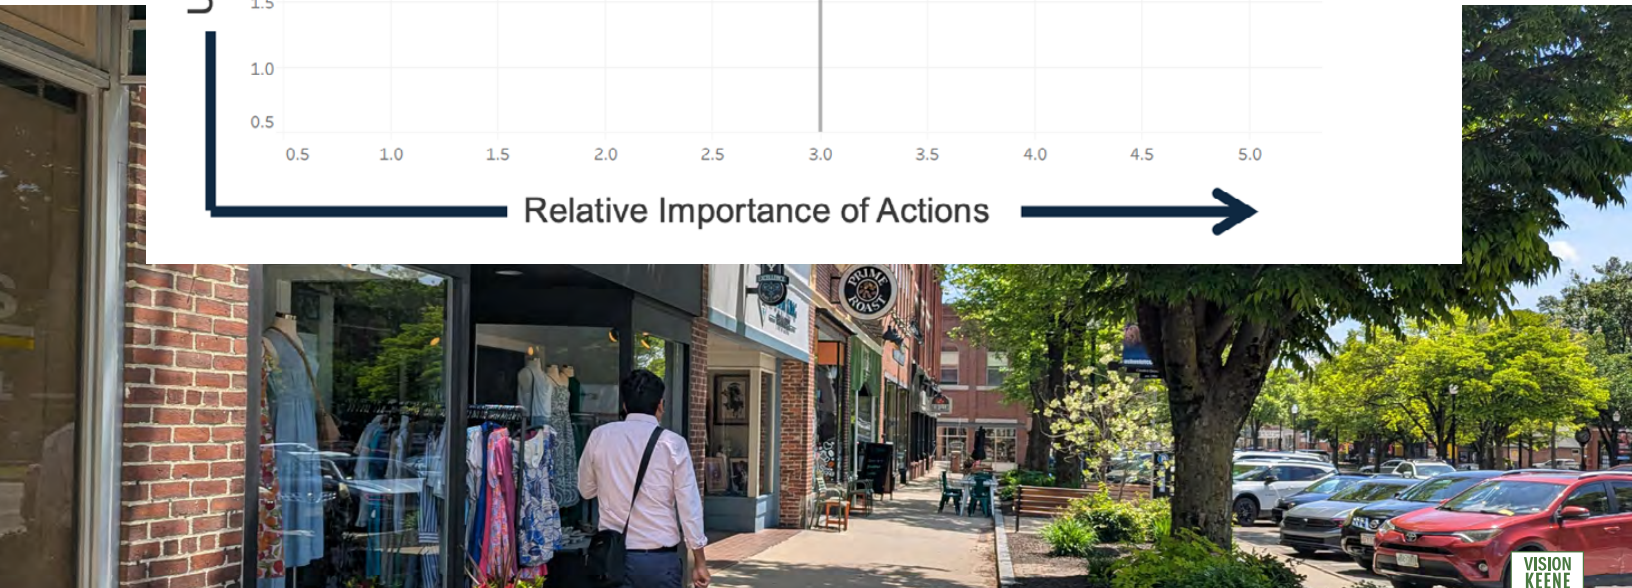 1.5
1.0
0.5
0.5 1.0 1.5 2.0 2.5 3.0 3.5 4.0 4.5 5.0
Relative Importance of Actions
PRIME
ROAST
VISION
KEENE